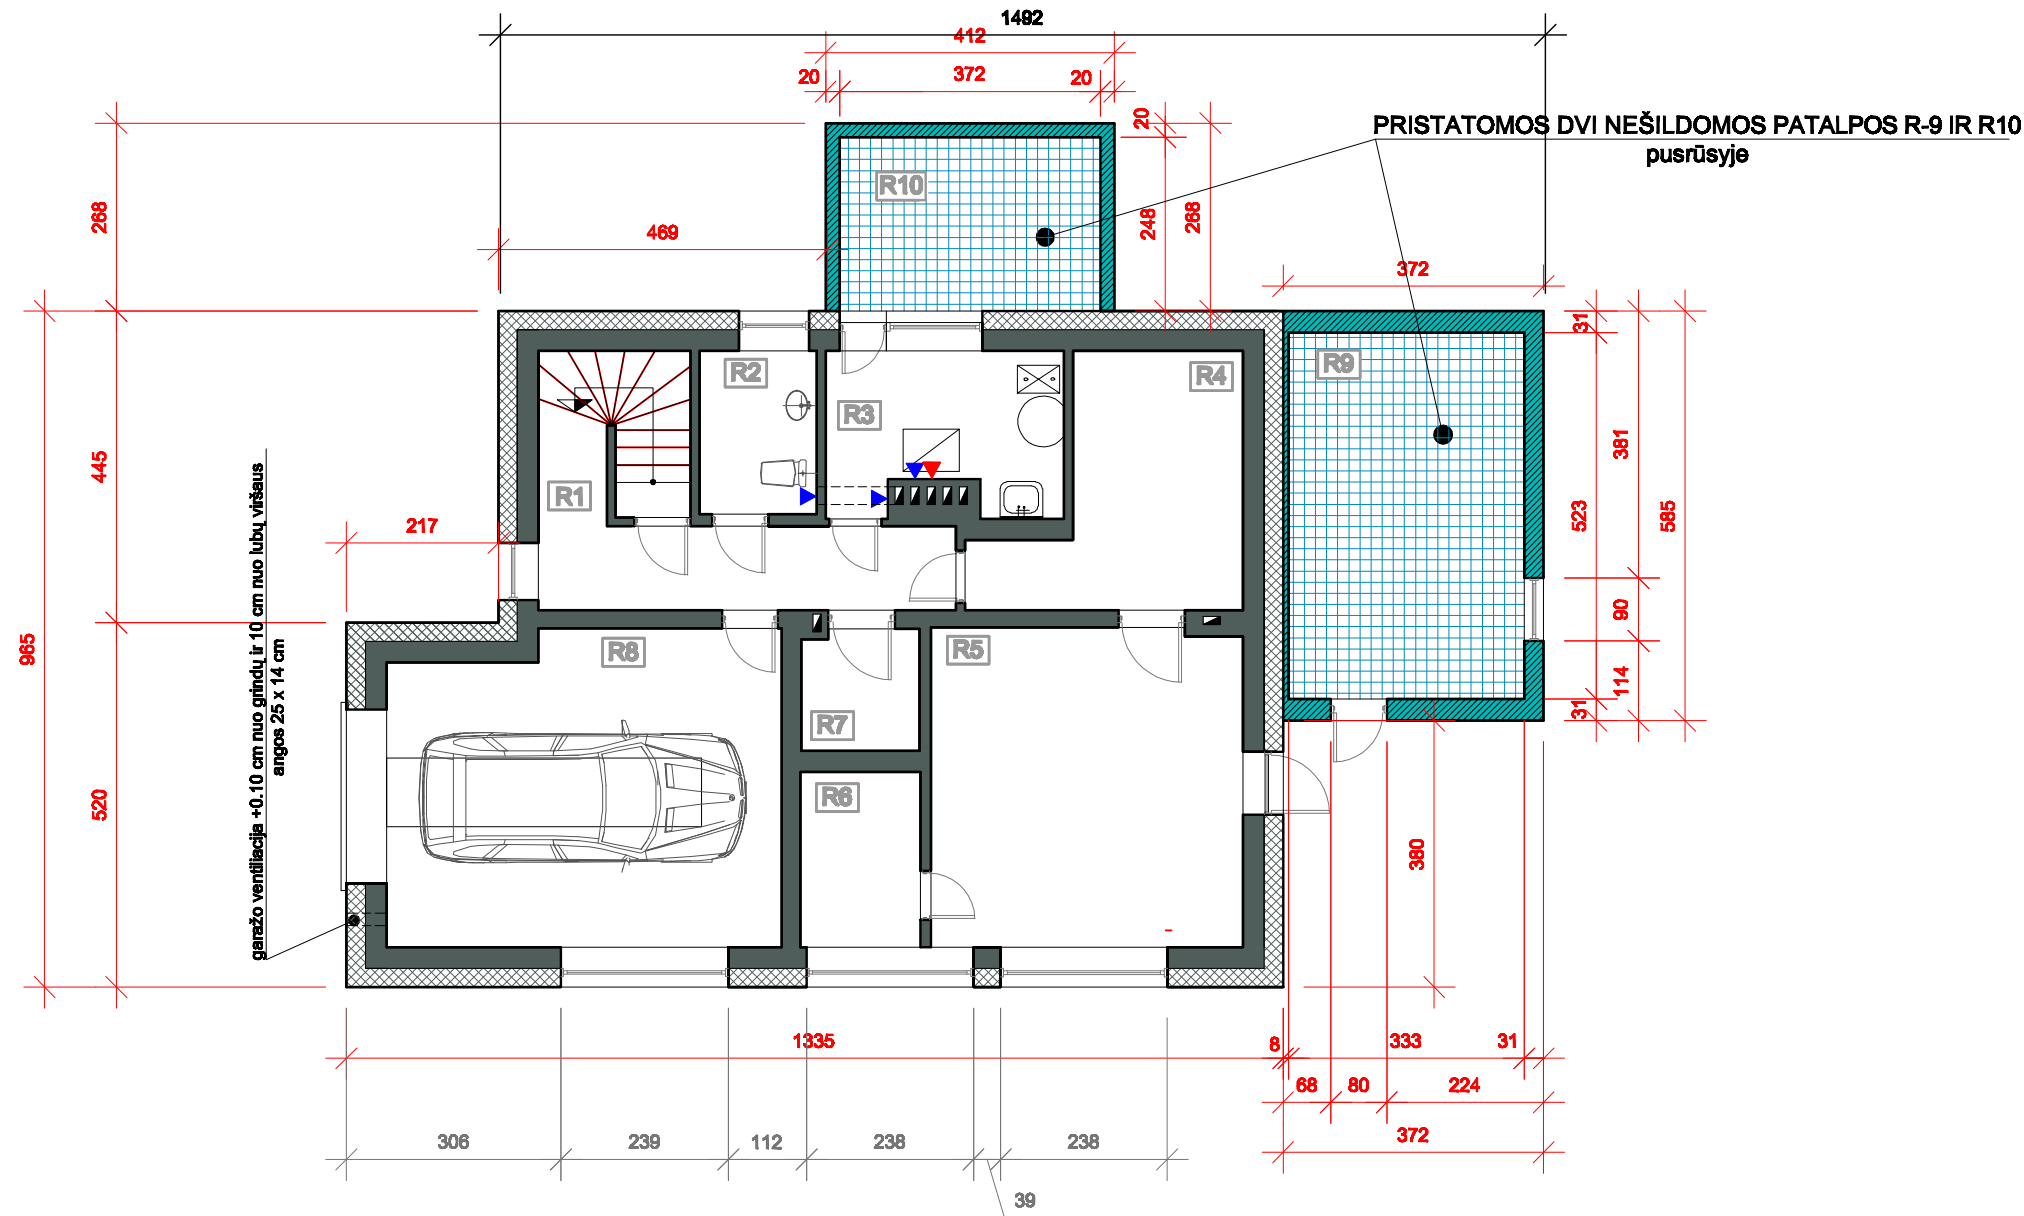 1492
412
20
372
20
20
PRISTATOMOS DVI NEŠILDOMOS PATALPOS R-9 IR R10
pusrūsyje
R10
268
469
248
268
372
31
R2
R9
R4
R3
381
445
R1
217
523
585
90
965
R8
R5
114
31
R7
garažo ventiliacija +0.10 cm nuo grindų ir 10 cm nuo lubų viršaus
angos 25 x 14 cm
R6
520
380
1335
8
333
31
68
80
224
306
239
112
238
238
372
39